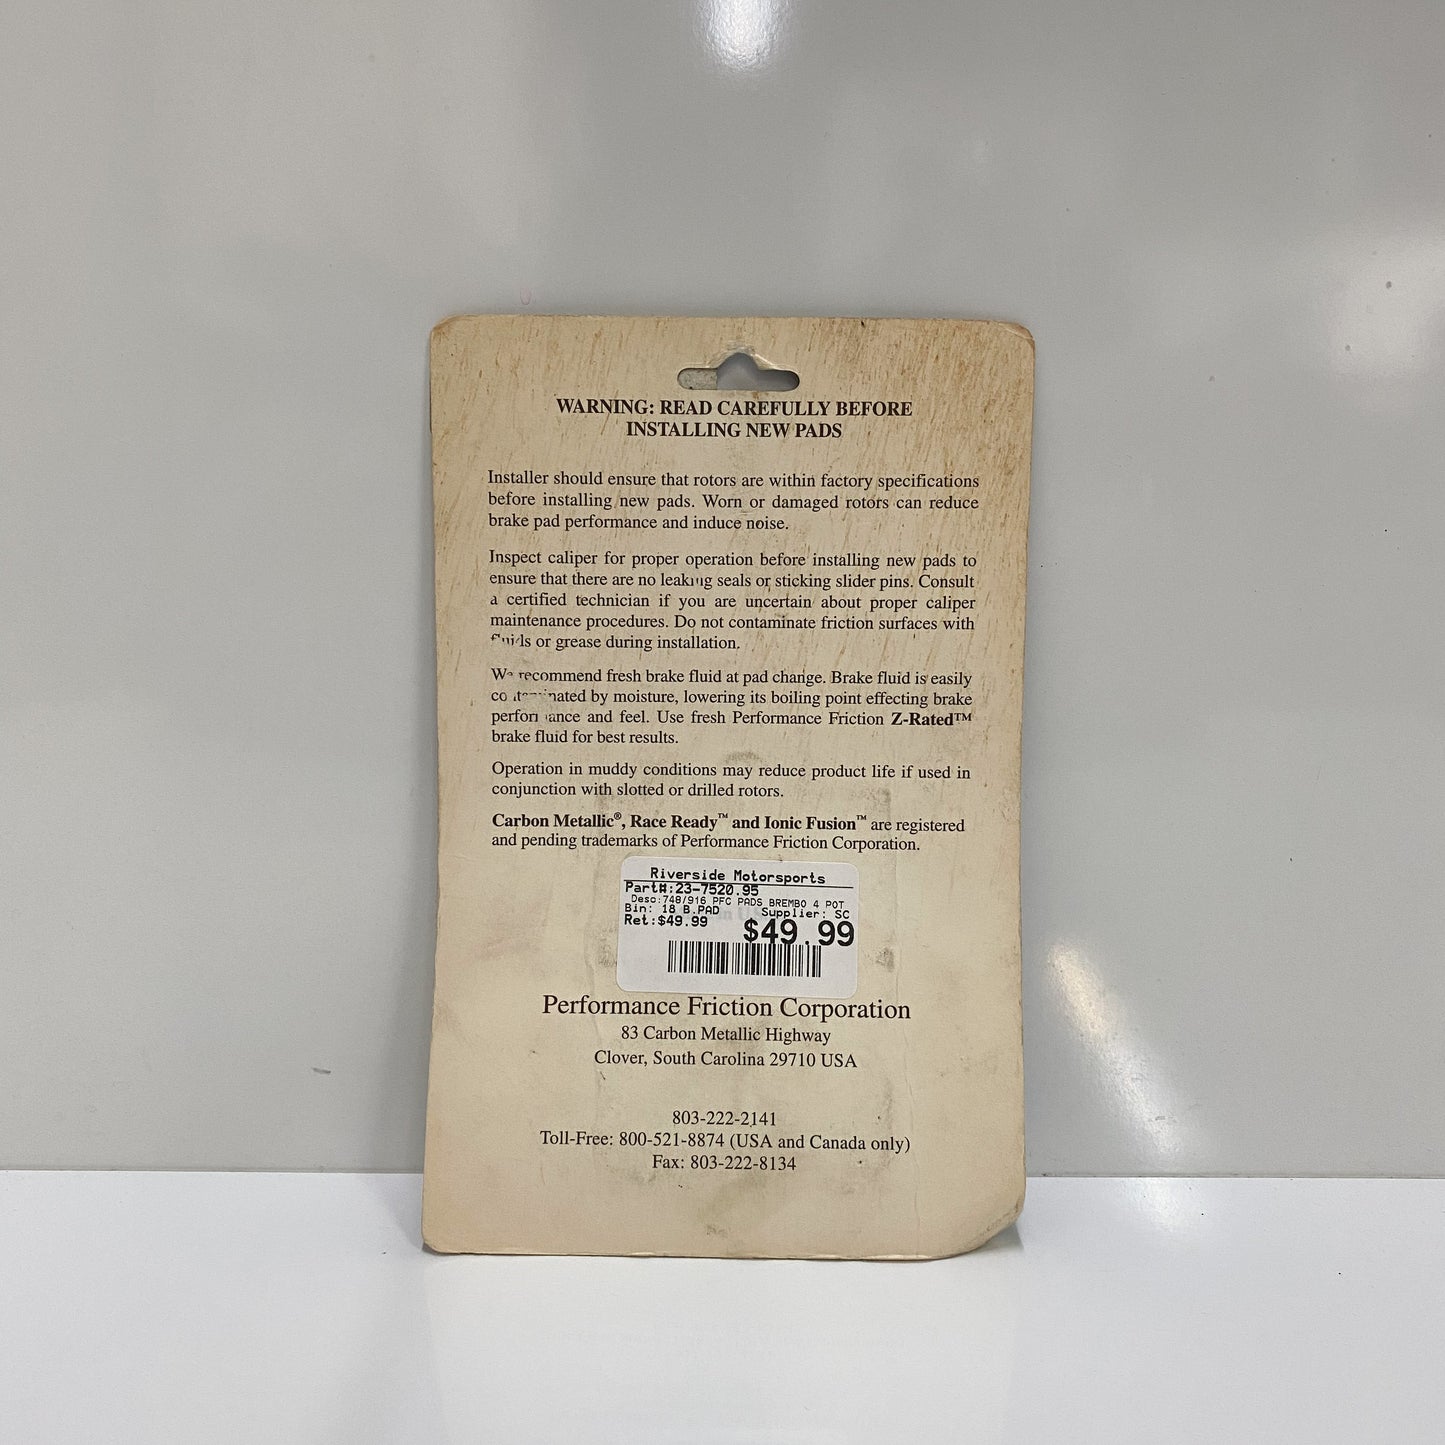 WARNING: READ CAREFULLY BEFORE
INSTALLING NEW PADS
Installer should ensure that rotors are within factory specifications
before installing new pads. Worn or damaged rotors can reduce
brake pad performance and induce noise.
Inspect caliper for proper operation before installing new pads to
ensure that there are no leaking seals or sticking slider pins. Consult
a certified technician if you are uncertain about proper caliper
maintenance procedures. Do not contaminate friction surfaces with
fluids or grease during installation.
We recommend fresh brake fluid at pad change. Brake fluid is easily
contaminated by moisture, lowering its boiling point effecting brake
performance and feel. Use fresh Performance Friction Z-Rated™
brake fluid for best results.
Operation in muddy conditions may reduce product life if used in
conjunction with slotted or drilled rotors.
Carbon Metallic®, Race Ready™ and Ionic Fusion™ are registered
and pending trademarks of Performance Friction Corporation.
Riverside Motorsports
Part#:23-7520.95
Desc:748/916 PFC PADS BREMBO 4 POT
Bin: 18 B.PAD Supplier: SC
Ret:$49.99 $49.99
Performance Friction Corporation
83 Carbon Metallic Highway
Clover, South Carolina 29710 USA
803-222-2141
Toll-Free: 800-521-8874 (USA and Canada only)
Fax: 803-222-8134